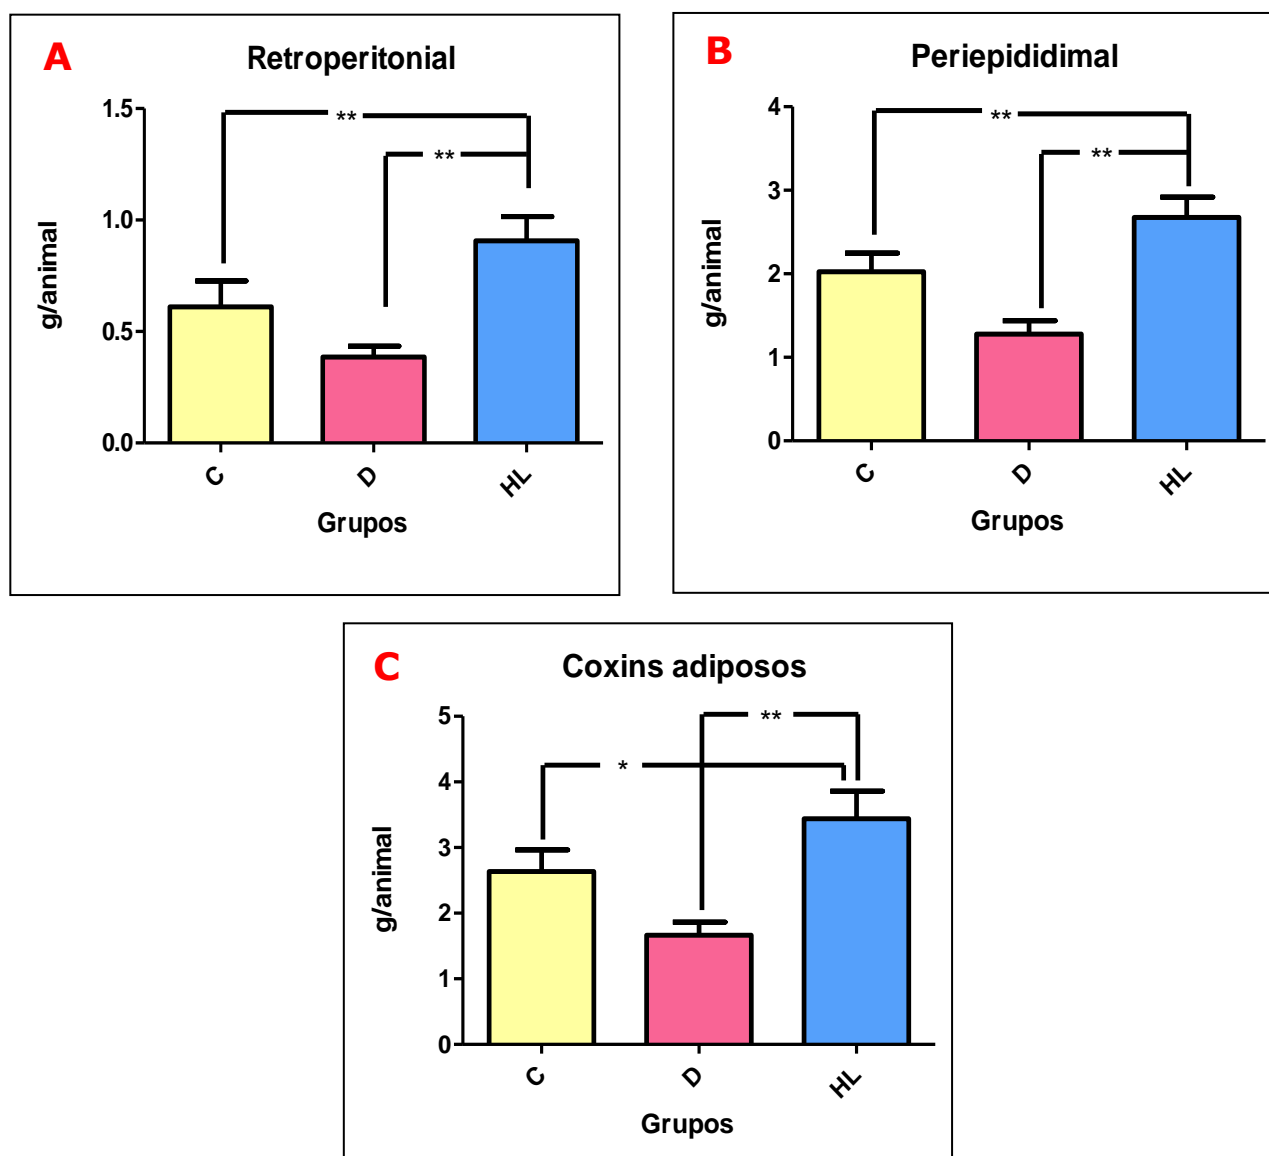 A
Retroperitonial
1.5
1.0
0.5
0.0
g/animal
**
**
C
D
HL
Grupos
B
Periepididimal
4
3
2
1
0
g/animal
**
**
C
D
HL
Grupos
C
Coxins adiposos
5
4
3
2
1
0
g/animal
**
*
C
D
HL
Grupos